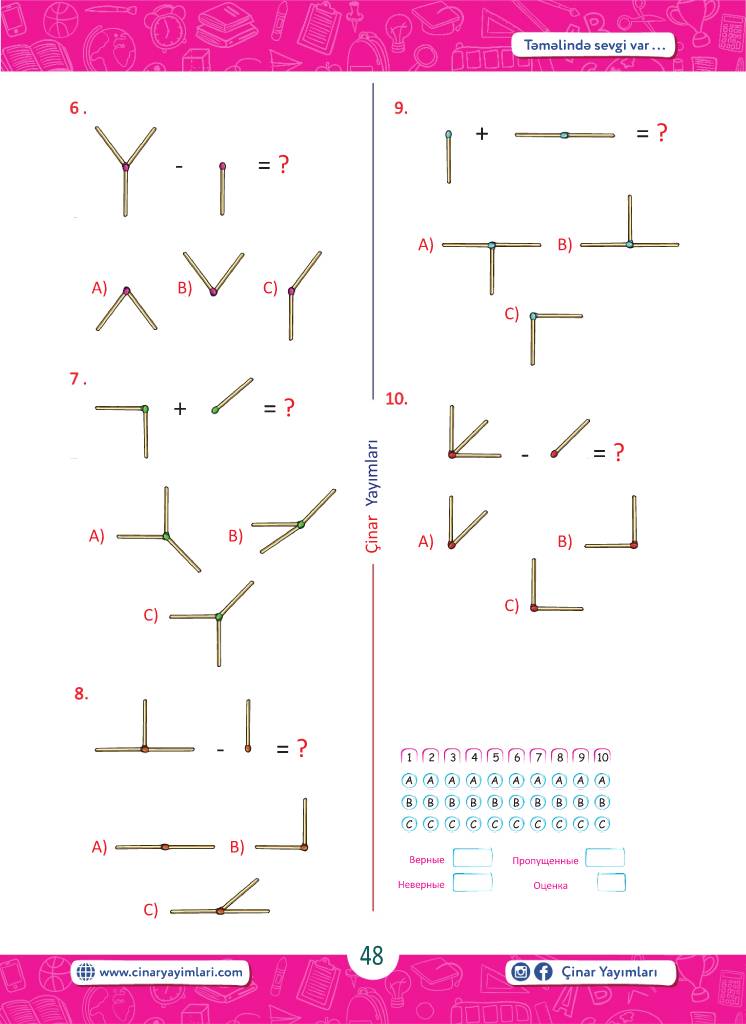 Təməlində sevgi var ...
6 .
- = ?
A) B) C)
7 .
+ = ?
A) B)
C)
8.
- = ?
A) B)
C)
Çinar Yayımları
9.
+ = ?
A) B)
C)
10.
- = ?
A) B)
C)
1 2 3 4 5 6 7 8 9 10
A A A A A A A A A A
B B B B B B B B B B
C C C C C C C C C C
Верные Пропущенные
Неверные Оценка
www.cinaryayimlari.com
48
Çinar Yayımları